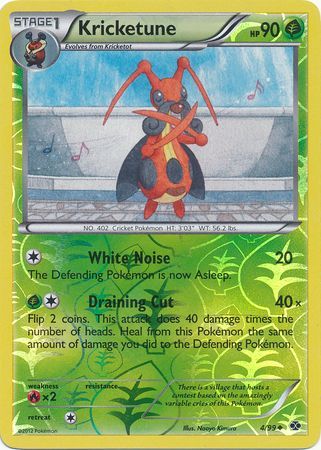 STAGE1
Kricketune
HP 90
Evolves from Kricketot
NO. 402 Cricket Pokémon HT: 3'03" WT: 56.2 lbs.
White Noise 20
The Defending Pokémon is now Asleep.
Draining Cut 40×
Flip 2 coins. This attack does 40 damage times the
number of heads. Heal from this Pokémon the same
amount of damage you did to the Defending Pokémon.
weakness
×2
resistance
retreat
There is a village that hosts a
contest based on the amazingly
variable cries of this Pokémon.
©2012 Pokémon
Illus. Naoyo Kimura
4/99